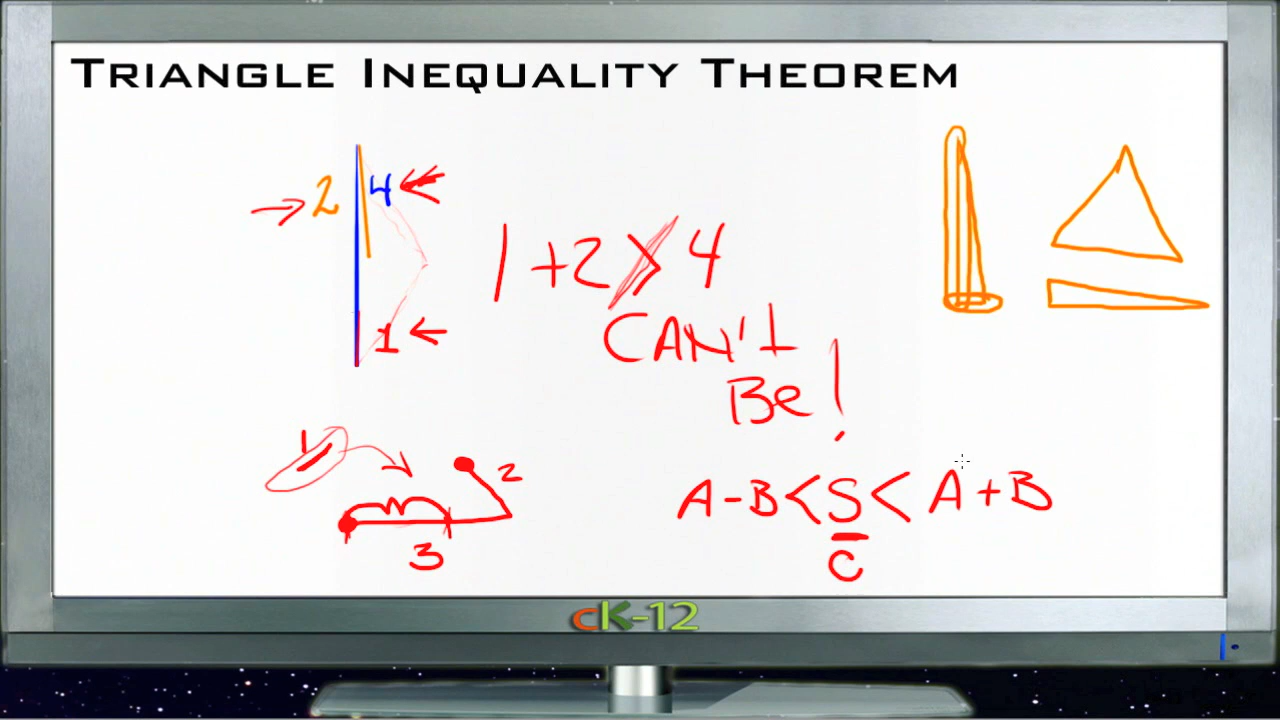 TRIANGLE INEQUALITY THEOREM
2 4
1 + 2 > 4
1
CAN'T
BE!
1
2
3
A - B < S < A + B
C
cK-12